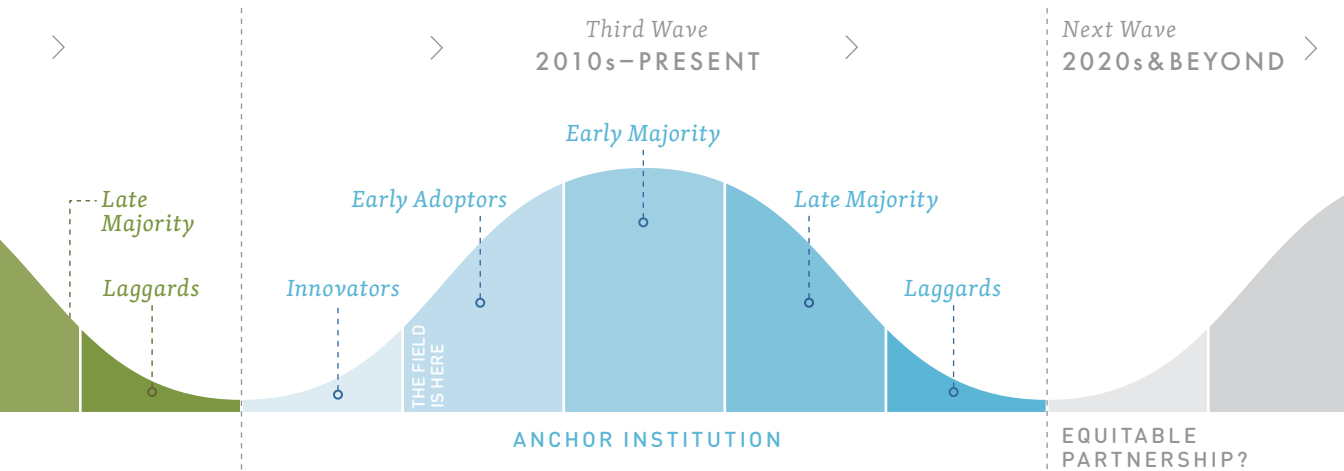 Third Wave
2010s–PRESENT
Next Wave
2020s&BEYOND
Early Majority
Late
Majority
Early Adoptors
Late Majority
Laggards
Innovators
Laggards
THE FIELD
IS HERE
ANCHOR INSTITUTION
EQUITABLE
PARTNERSHIP?